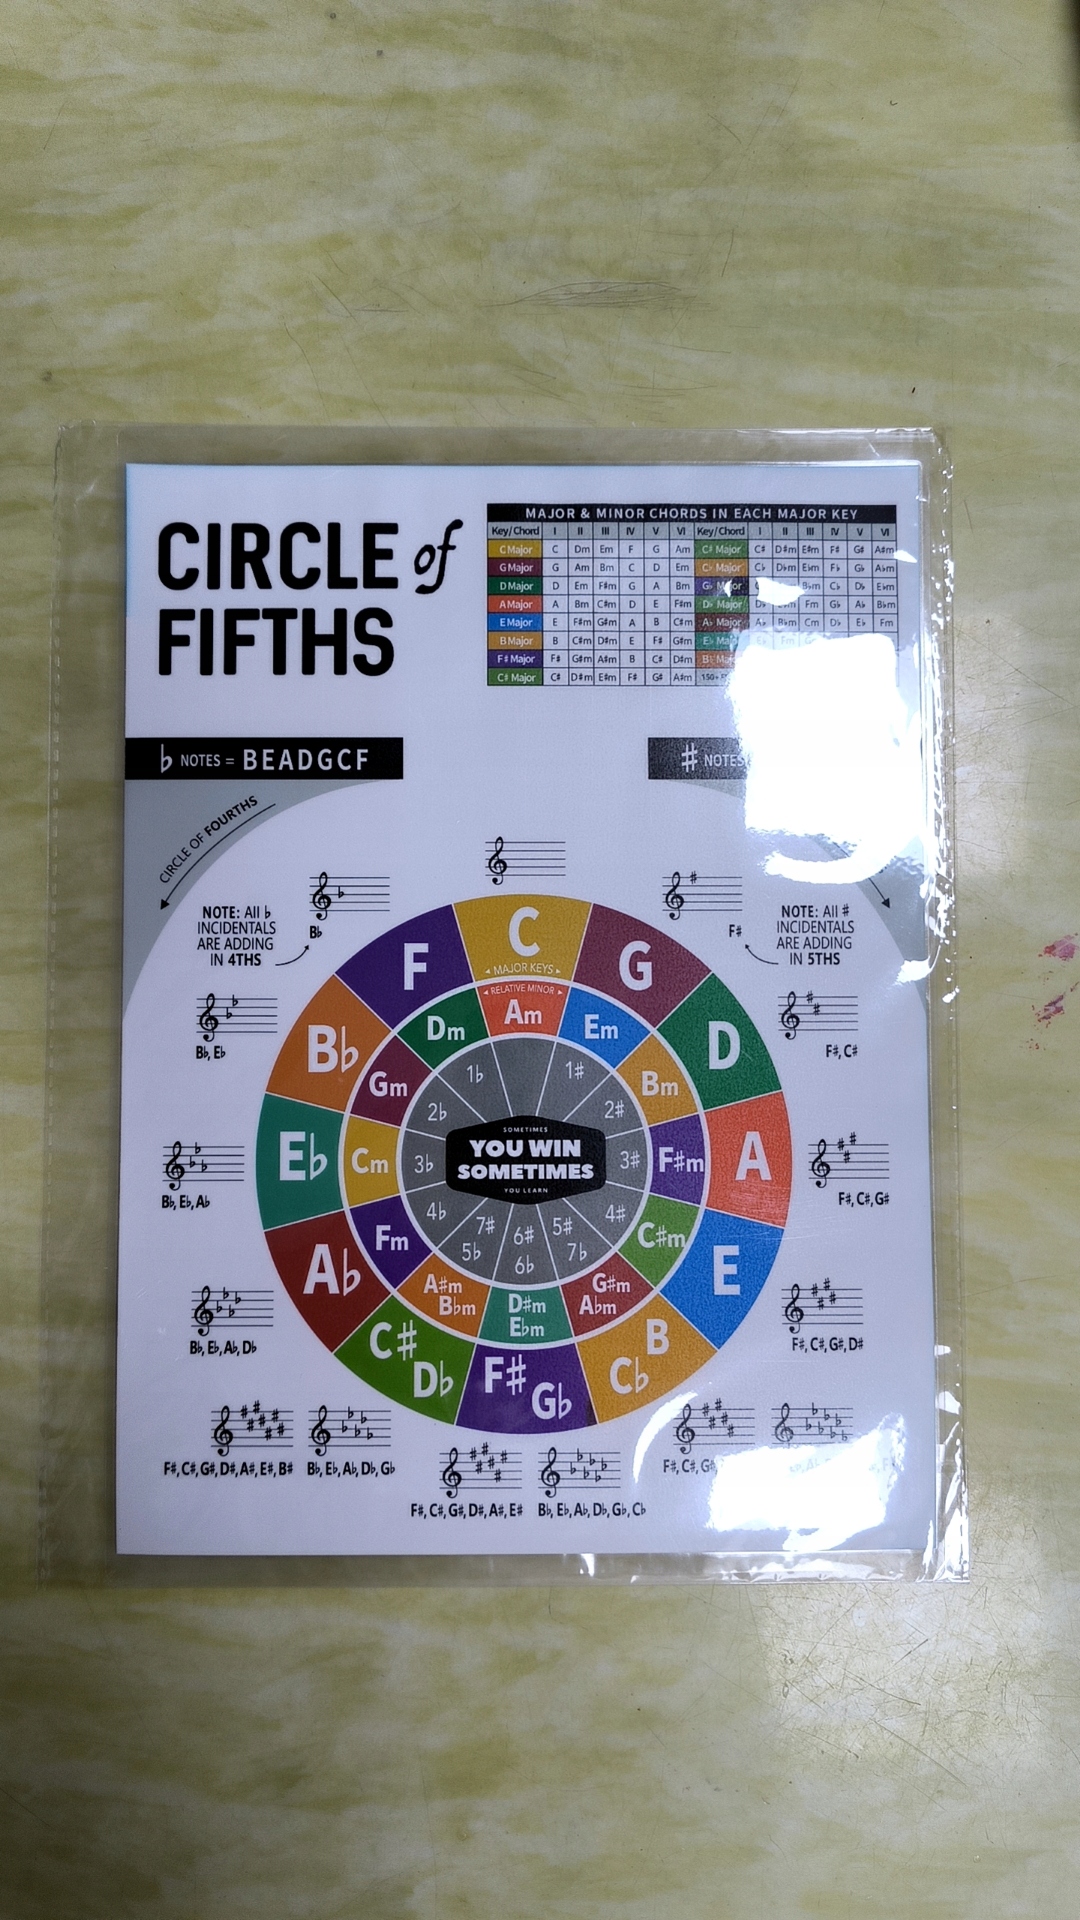 CIRCLE of
FIFTHS
MAJOR & MINOR CHORDS IN EACH MAJOR KEY
Key/Chord I II III IV V VI Key/Chord I II III IV V VI
C Major C Dm Em F G Am C# Major C# D#m E#m F# G# A#m
G Major G Am Bm C D Em C♭ Major C♭ D♭m E♭m F♭ G♭ A♭m
D Major D Em F#m G A Bm G♭ Major B♭m C♭ D♭ E♭m
A Major A Bm C#m D E F#m D♭ Major D♭ E♭m Fm G♭ A♭ B♭m
E Major E F#m G#m A B C#m A♭ Major A♭ B♭m Cm D♭ E♭ Fm
B Major B C#m D#m E F# G#m E♭ Major E♭ Fm
F# Major F# G#m A#m B C# D#m B♭
C# Major C# D#m E#m F# G# A#m 150+
♭ NOTES = BEADGCF
# NOTES
CIRCLE OF FOURTHS
NOTE: All ♭
INCIDENTALS
ARE ADDING
IN 4THS
B♭
F#
NOTE: All #
INCIDENTALS
ARE ADDING
IN 5THS
C
MAJOR KEYS
F
G
RELATIVE MINOR
Am
Dm
Em
B♭
D
B♭, E♭
F#, C#
Gm
Bm
1♭
1#
2♭
2#
E♭
Cm
3♭
SOMETIMES
YOU WIN
SOMETIMES
YOU LEARN
3#
F#m
A
B♭, E♭, A♭
F#, C#, G#
4♭
4#
7#
5♭
6#
6♭
5#
7♭
Fm
C#m
A♭
E
A#m
B♭m
D#m
E♭m
G#m
A♭m
B♭, E♭, A♭, D♭
F#, C#, G#, D#
C#
D♭
F#
G♭
B
C♭
F#, C#, G#, D#, A#, E#, B#
B♭, E♭, A♭, D♭, G♭
F#, C#, G#
F#, C#, G#, D#, A#, E#
B♭, E♭, A♭, D♭, G♭, C♭